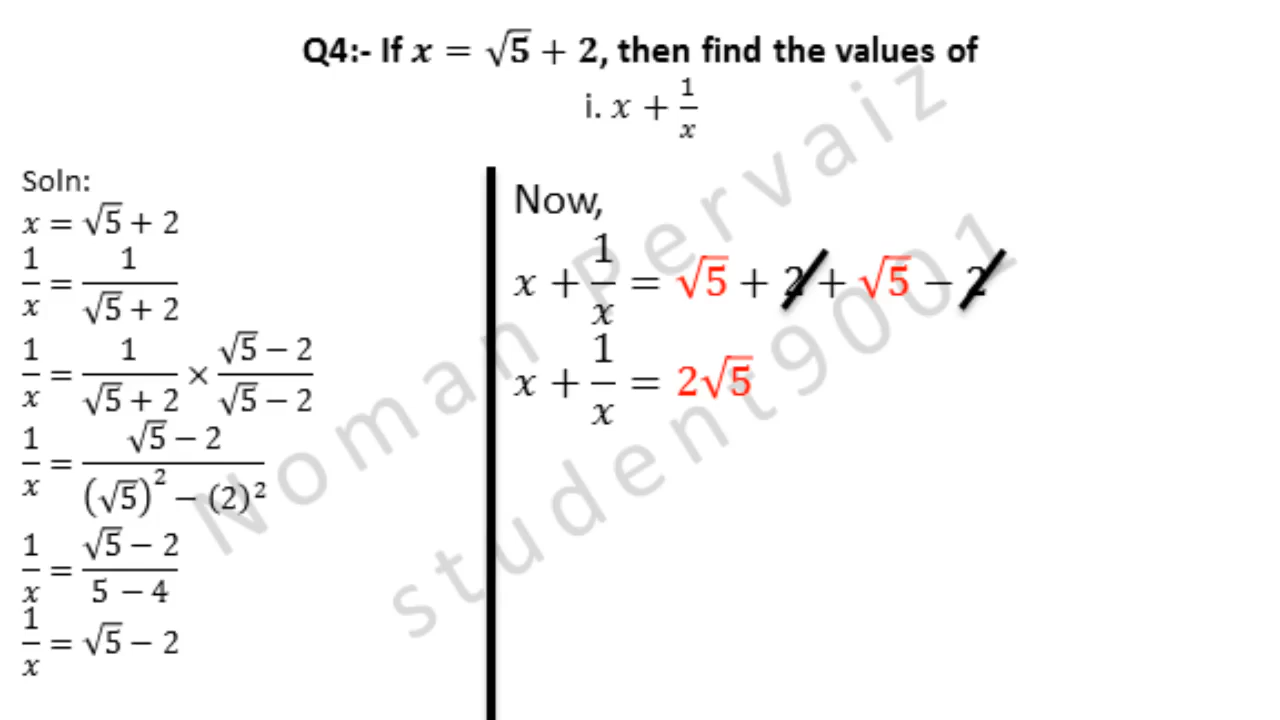 Q4:- If x = √5 + 2, then find the values of
i. x + 1/x
Soln:
x = √5 + 2
1/x = 1/(√5 + 2)
1/x = 1/(√5 + 2) × (√5 − 2)/(√5 − 2)
1/x = (√5 − 2)/((√5)² − (2)²)
1/x = (√5 − 2)/(5 − 4)
1/x = √5 − 2
Now,
x + 1/x = √5 + 2 + √5 − 2
x + 1/x = 2√5
Noman Pervaiz
student9001